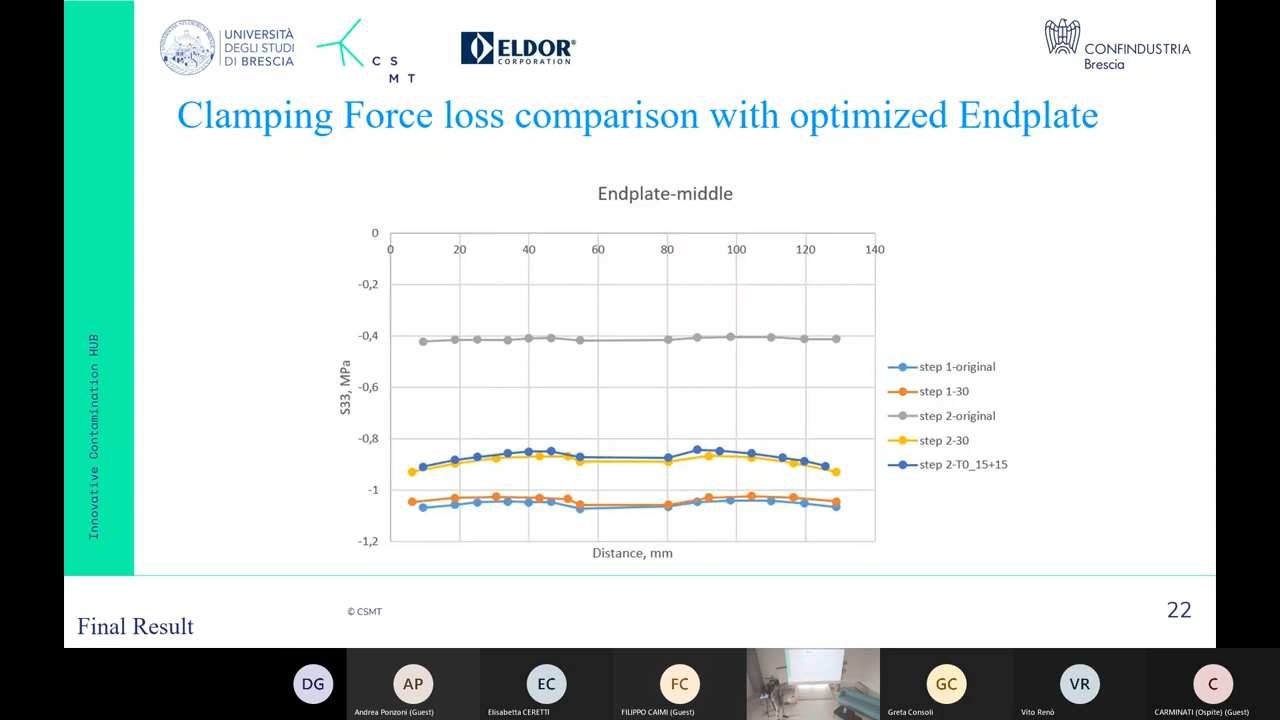 UNIVERSITÀ
DEGLI STUDI
DI BRESCIA
C S
M T
ELDOR®
CORPORATION
CONFINDUSTRIA
Brescia
Clamping Force loss comparison with optimized Endplate
Innovative Contamination HUB
Endplate-middle
0
0 20 40 60 80 100 120 140
-0,2
-0,4
-0,6
-0,8
-1
-1,2
S33, MPa
Distance, mm
step 1-original
step 1-30
step 2-original
step 2-30
step 2-T0_15+15
© CSMT
22
Final Result
DG
AP
EC
FC
GC
VR
C
Andrea Ponzoni (Guest)
Elisabetta CERETTI
FILIPPO CAIMI (Guest)
Greta Consoli
Vito Renò
CARMINATI (Ospite) (Guest)